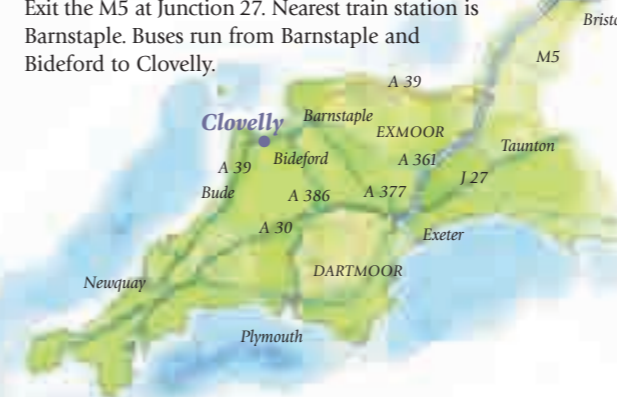 Exit the M5 at Junction 27. Nearest train station is
Barnstaple. Buses run from Barnstaple and
Bideford to Clovelly.
M5
A 39
Clovelly
Barnstaple
EXMOOR
Taunton
Bideford
A 361
A 39
J 27
Bude
A 386
A 377
A 30
Exeter
DARTMOOR
Newquay
Plymouth